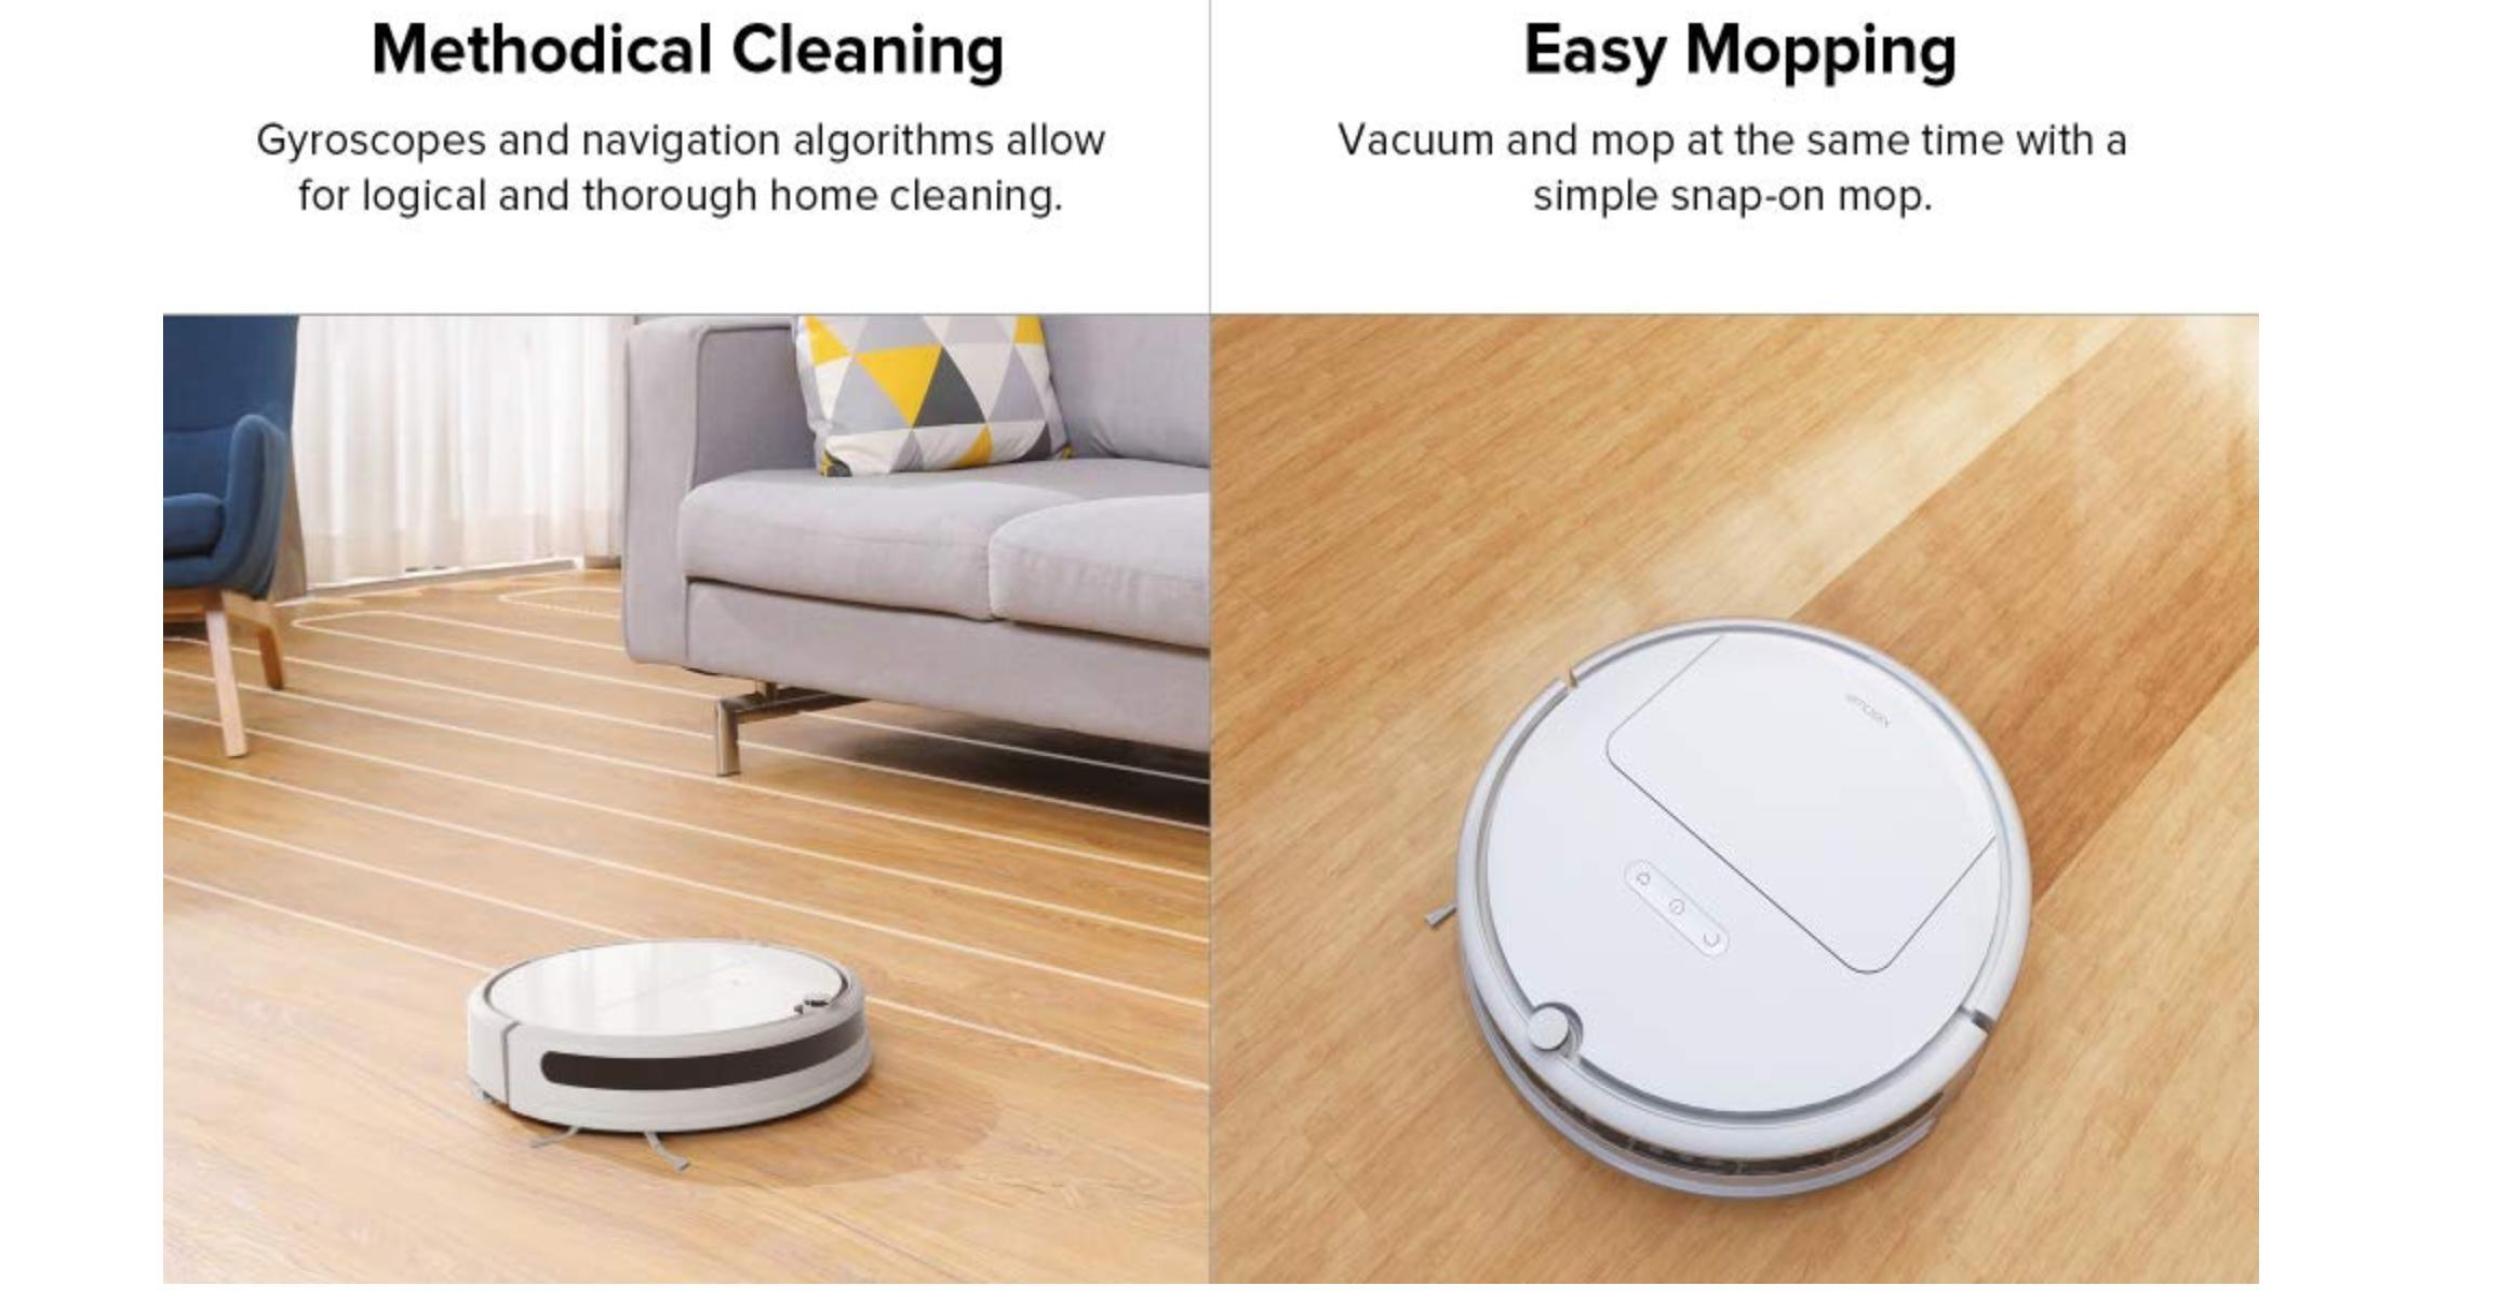 Methodical Cleaning
Gyroscopes and navigation algorithms allow
for logical and thorough home cleaning.
Easy Mopping
Vacuum and mop at the same time with a
simple snap-on mop.